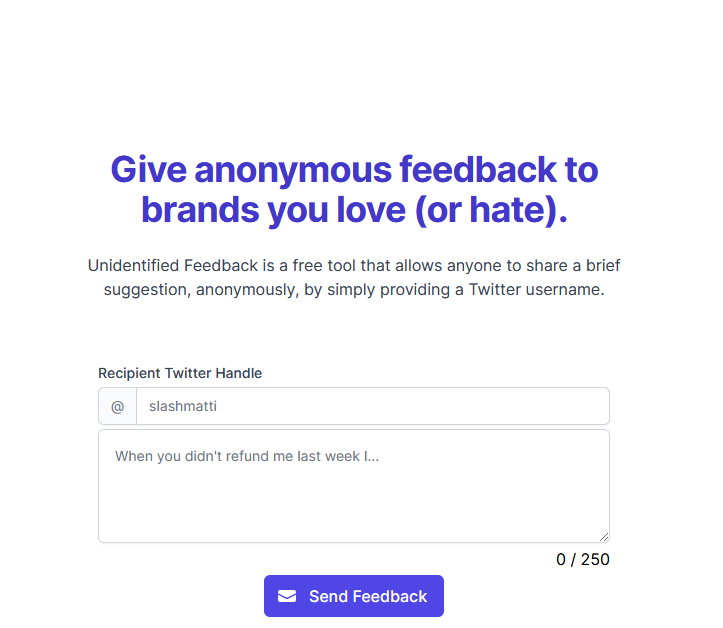 Give anonymous feedback to
brands you love (or hate).
Unidentified Feedback is a free tool that allows anyone to share a brief
suggestion, anonymously, by simply providing a Twitter username.
Recipient Twitter Handle
@ slashmatti
When you didn't refund me last week I...
0 / 250
Send Feedback